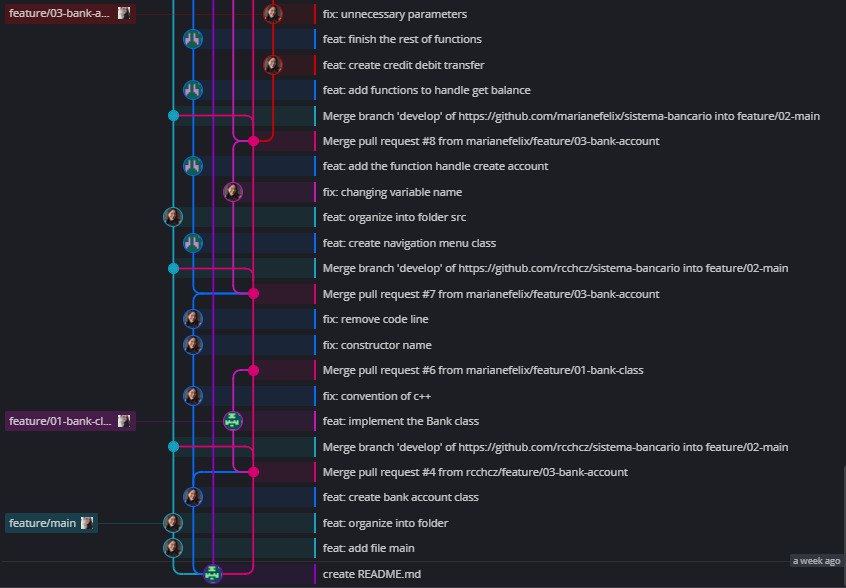 feature/03-bank-a... fix: unnecessary parameters
feat: finish the rest of functions
feat: create credit debit transfer
feat: add functions to handle get balance
Merge branch 'develop' of https://github.com/marianefelix/sistema-bancario into feature/02-main
Merge pull request #8 from marianefelix/feature/03-bank-account
feat: add the function handle create account
fix: changing variable name
feat: organize into folder src
feat: create navigation menu class
Merge branch 'develop' of https://github.com/rcchcz/sistema-bancario into feature/02-main
Merge pull request #7 from marianefelix/feature/03-bank-account
fix: remove code line
fix: constructor name
Merge pull request #6 from marianefelix/feature/01-bank-class
fix: convention of c++
feature/01-bank-cl... feat: implement the Bank class
Merge branch 'develop' of https://github.com/rcchcz/sistema-bancario into feature/02-main
Merge pull request #4 from rcchcz/feature/03-bank-account
feat: create bank account class
feature/main feat: organize into folder
feat: add file main
a week ago
create README.md